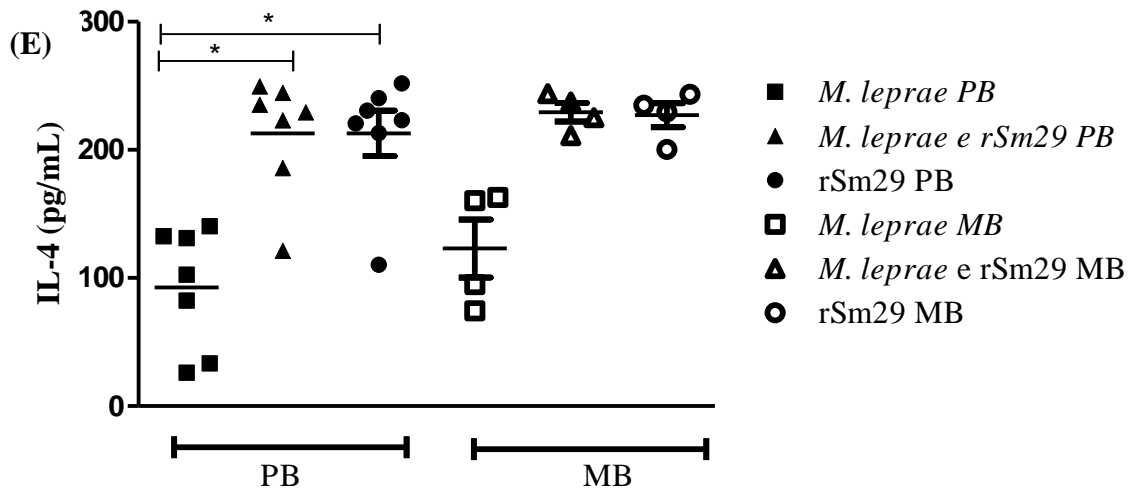 (E)
300
200
100
0
IL-4 (pg/mL)
*
*
PB
MB
M. leprae PB
M. leprae e rSm29 PB
rSm29 PB
M. leprae MB
M. leprae e rSm29 MB
rSm29 MB